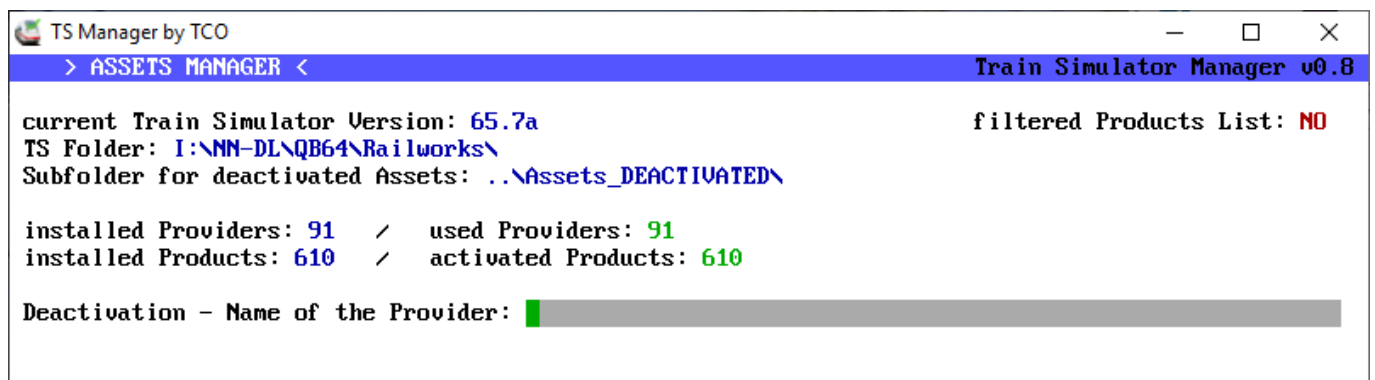 TS Manager by TCO
> ASSETS MANAGER < Train Simulator Manager v0.8
current Train Simulator Version: 65.7a filtered Products List: NO
TS Folder: I:\NN-DL\QB64\Railworks\
Subfolder for deactivated Assets: ..\Assets_DEACTIVATED\
installed Providers: 91 / used Providers: 91
installed Products: 610 / activated Products: 610
Deactivation - Name of the Provider: